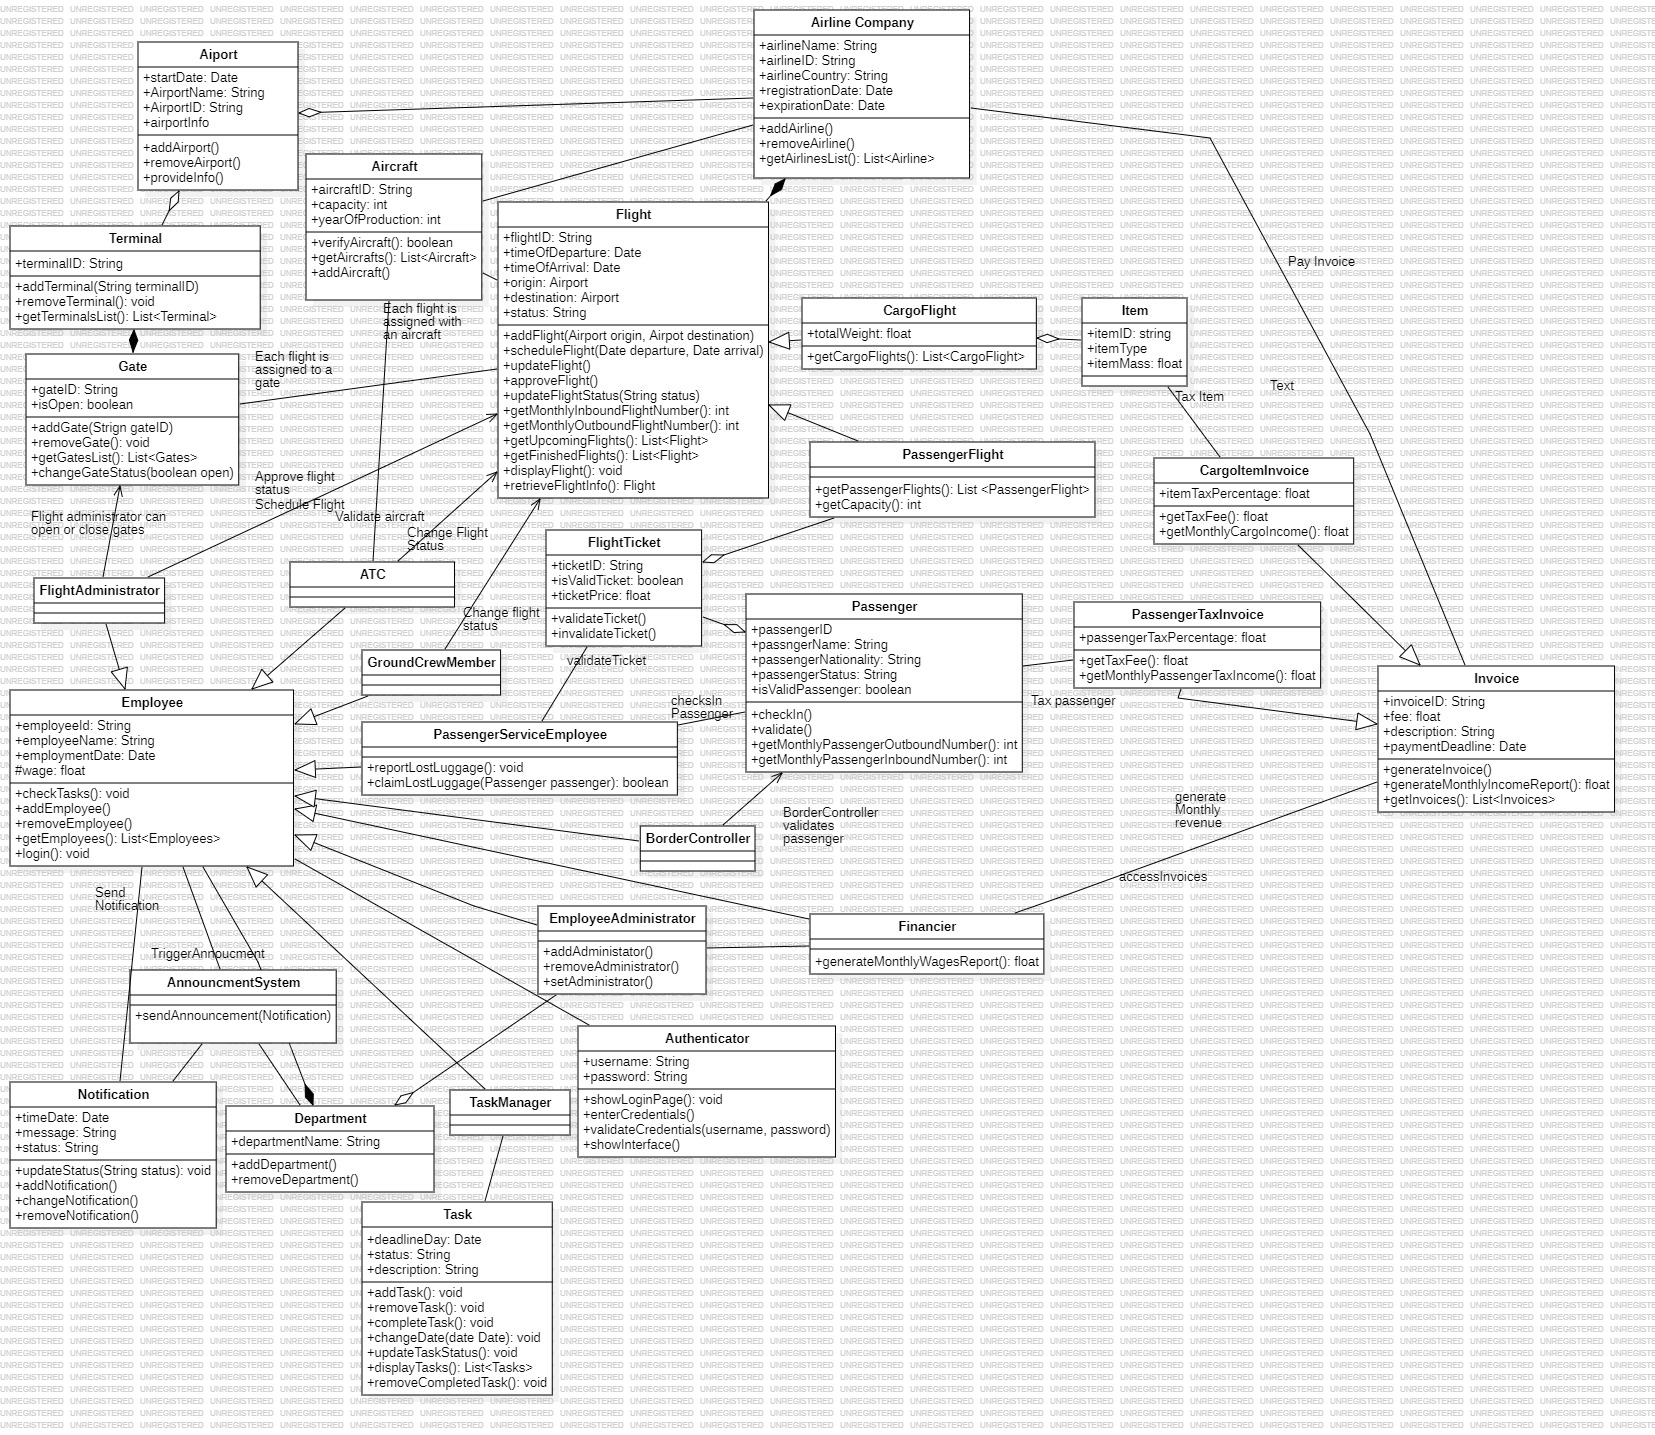 Airline Company
+airlineName: String
+airlineID: String
+airlineCountry: String
+registrationDate: Date
+expirationDate: Date
+addAirline()
+removeAirline()
+getAirlinesList(): List<Airline>
Aiport
+startDate: Date
+AirportName: String
+AirportID: String
+airportInfo
+addAirport()
+removeAirport()
+provideInfo()
Aircraft
+aircraftID: String
+capacity: int
+yearOfProduction: int
+verifyAircraft(): boolean
+getAircrafts(): List<Aircraft>
+addAircraft()
Terminal
+terminalID: String
+addTerminal(String terminalID)
+removeTerminal(): void
+getTerminalsList(): List<Terminal>
Flight
+flightID: String
+timeOfDeparture: Date
+timeOfArrival: Date
+origin: Airport
+destination: Airport
+status: String
+addFlight(Airport origin, Airpot destination)
+scheduleFlight(Date departure, Date arrival)
+updateFlight()
+approveFlight()
+updateFlightStatus(String status)
+getMonthlyInboundFlightNumber(): int
+getMonthlyOutboundFlightNumber(): int
+getUpcomingFlights(): List<Flight>
+getFinishedFlights(): List<Flight>
+displayFlight(): void
+retrieveFlightInfo(): Flight
Pay Invoice
Each flight is
assigned with
an aircraft
CargoFlight
+totalWeight: float
+getCargoFlights(): List<CargoFlight>
Item
+itemID: string
+itemType
+itemMass: float
Gate
+gateID: String
+isOpen: boolean
+addGate(Strign gateID)
+removeGate(): void
+getGatesList(): List<Gates>
+changeGateStatus(boolean open)
Each flight is
assigned to a
gate
Text
Tax Item
PassengerFlight
+getPassengerFlights(): List <PassengerFlight>
+getCapacity(): int
CargoItemInvoice
+itemTaxPercentage: float
+getTaxFee(): float
+getMonthlyCargoIncome(): float
Approve flight
status
Schedule Flight
Flight administrator can
open or close gates
Validate aircraft
Change Flight
Status
FlightTicket
+ticketID: String
+isValidTicket: boolean
+ticketPrice: float
+validateTicket()
+invalidateTicket()
FlightAdministrator
ATC
Change flight
status
Passenger
+passengerID
+passngerName: String
+passengerNationality: String
+passengerStatus: String
+isValidPassenger: boolean
+checkIn()
+validate()
+getMonthlyPassengerOutboundNumber(): int
+getMonthlyPassengerInboundNumber(): int
PassengerTaxInvoice
+passengerTaxPercentage: float
+getTaxFee(): float
+getMonthlyPassengerTaxIncome(): float
GroundCrewMember
validateTicket
Invoice
+invoiceID: String
+fee: float
+description: String
+paymentDeadline: Date
+generateInvoice()
+generateMonthlyIncomeReport(): float
+getInvoices(): List<Invoices>
Employee
+employeeId: String
+employeeName: String
+employmentDate: Date
#wage: float
+checkTasks(): void
+addEmployee()
+removeEmployee()
+getEmployees(): List<Employees>
+login(): void
checksIn
Passenger
Tax passenger
PassengerServiceEmployee
+reportLostLuggage(): void
+claimLostLuggage(Passenger passenger): boolean
generate
Monthly
revenue
BorderController
validates
passenger
BorderController
accessInvoices
Send
Notification
EmployeeAdministrator
+addAdministator()
+removeAdministrator()
+setAdministrator()
Financier
+generateMonthlyWagesReport(): float
TriggerAnnoucment
AnnouncmentSystem
+sendAnnouncement(Notification)
Authenticator
+username: String
+password: String
+showLoginPage(): void
+enterCredentials()
+validateCredentials(username, password)
+showInterface()
Notification
+timeDate: Date
+message: String
+status: String
+updateStatus(String status): void
+addNotification()
+changeNotification()
+removeNotification()
Department
+departmentName: String
+addDepartment()
+removeDepartment()
TaskManager
Task
+deadlineDay: Date
+status: String
+description: String
+addTask(): void
+removeTask(): void
+completeTask(): void
+changeDate(date Date): void
+updateTaskStatus(): void
+displayTasks(): List<Tasks>
+removeCompletedTask(): void
UNREGISTERED